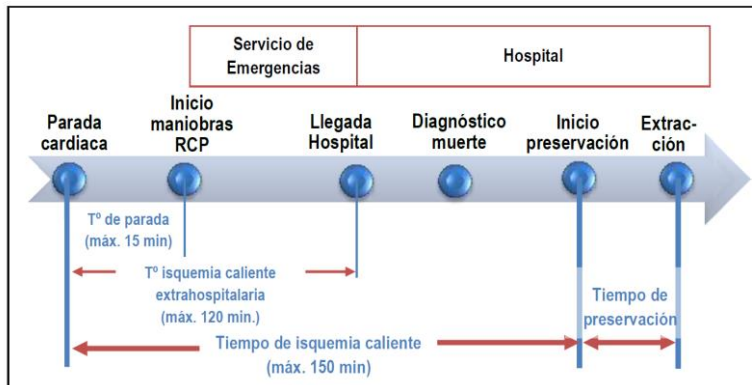 Servicio de
Emergencias
Hospital
Parada
cardiaca
Inicio
maniobras
RCP
Llegada
Hospital
Diagnóstico
muerte
Inicio
preservación
Extrac-
ción
Tº de parada
(máx. 15 min)
Tº isquemia caliente
extrahospitalaria
(máx. 120 min.)
Tiempo de
preservación
Tiempo de isquemia caliente
(máx. 150 min)